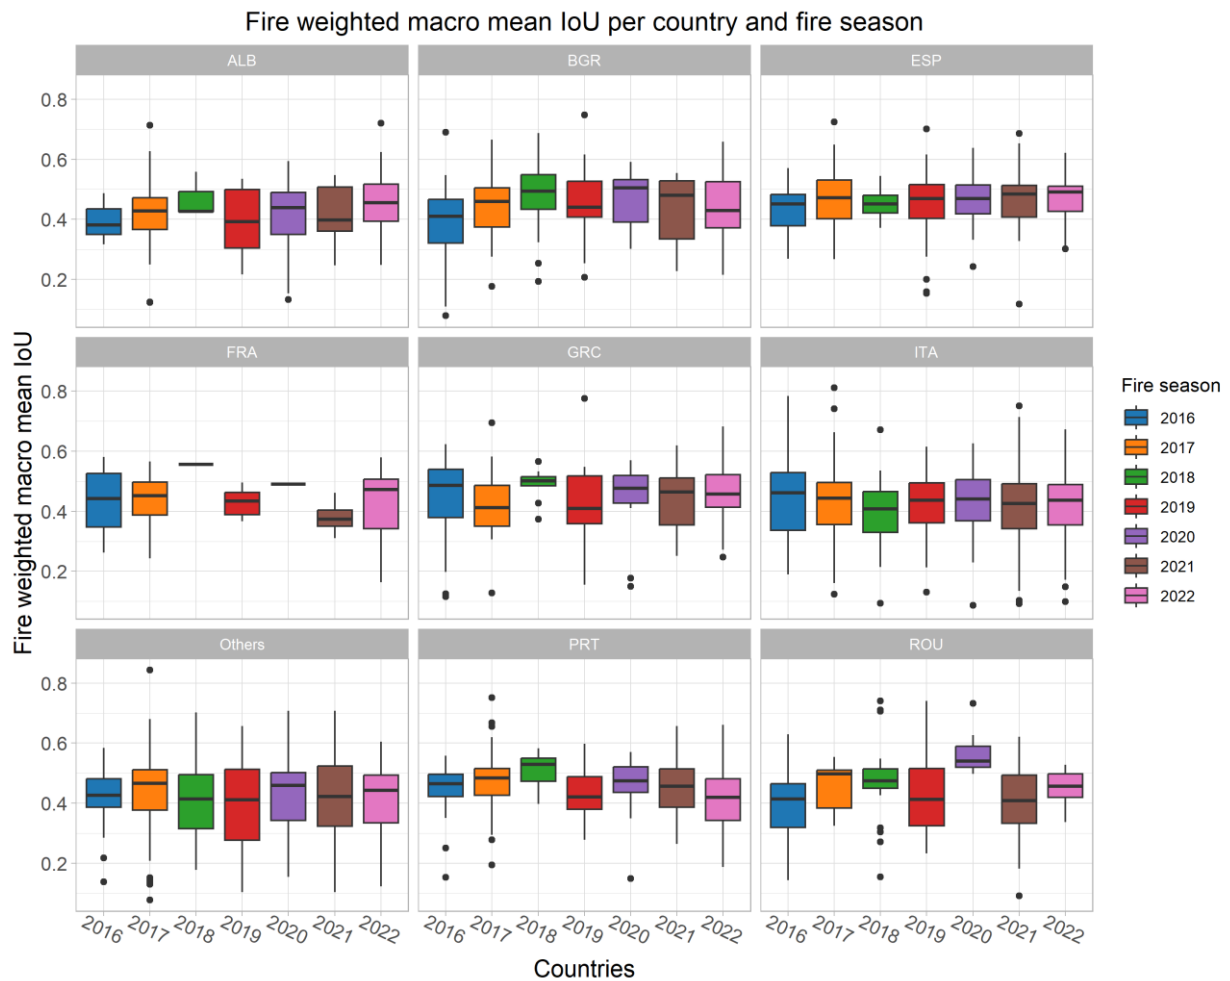 Fire weighted macro mean IoU per country and fire season
ALB BGR ESP
0.8
0.6
0.4
0.2
FRA GRC ITA
0.8
0.6
0.4
0.2
Others PRT ROU
0.8
0.6
0.4
0.2
2016 2017 2018 2019 2020 2021 2022 2016 2017 2018 2019 2020 2021 2022 2016 2017 2018 2019 2020 2021 2022
Countries
Fire weighted macro mean IoU
Fire season
2016
2017
2018
2019
2020
2021
2022